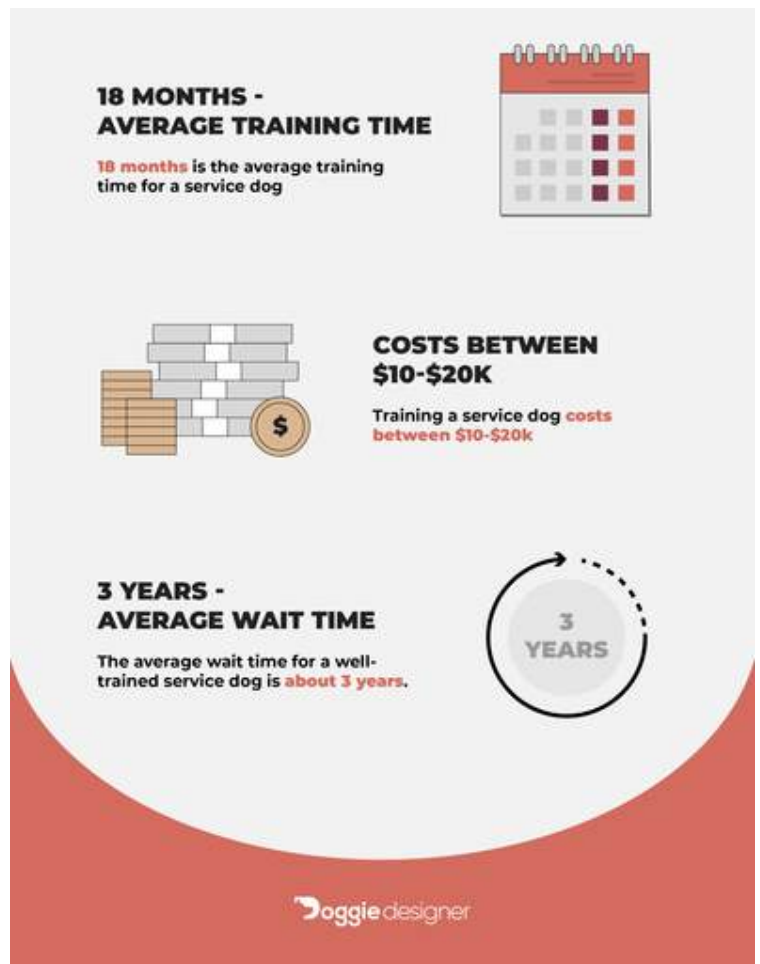 18 MONTHS -
AVERAGE TRAINING TIME
18 months is the average training
time for a service dog
COSTS BETWEEN
$10-$20K
Training a service dog costs
between $10-$20k
$
3 YEARS -
AVERAGE WAIT TIME
The average wait time for a well-
trained service dog is about 3 years.
3
YEARS
Doggie designer